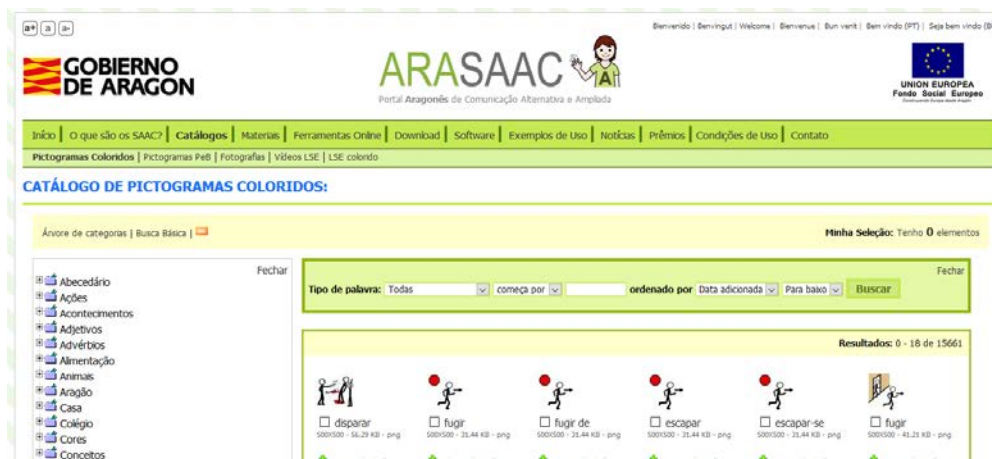 a+ a a-
Bienvenido | Benvingut | Welcome | Bienvenue | Bun venit | Bem vindo (PT) | Seja bem vindo (B
GOBIERNO
DE ARAGON
ARASAAC
A
Portal Aragonês de Comunicação Alternativa e Ampliada
UNION EUROPEA
Fondo Social Europeo
Construyendo Europa desde Aragón
Início | O que são os SAAC? | Catálogos | Materiais | Ferramentas Online | Download | Software | Exemplos de Uso | Notícias | Prêmios | Condições de Uso | Contato
Pictogramas Coloridos | Pictogramas PeB | Fotografias | Vídeos LSE | LSE colorido
CATÁLOGO DE PICTOGRAMAS COLORIDOS:
Árvore de categorias | Busca Básica |
Minha Seleção: Tenho 0 elementos
Fechar
Abecedário
Ações
Acontecimentos
Adjetivos
Advérbios
Alimentação
Animais
Aragão
Casa
Colégio
Cores
Conceitos
Fechar
Tipo de palavra: Todas começa por ordenado por Data adicionada Para baixo Buscar
Resultados: 0 - 18 de 15661
disparar fugir fugir de escapar escapar-se fugir
500X500 - 56.29 KB - png 500X500 - 31.44 KB - png 500X500 - 31.44 KB - png 500X500 - 31.44 KB - png 500X500 - 31.44 KB - png 500X500 - 41.21 KB - png